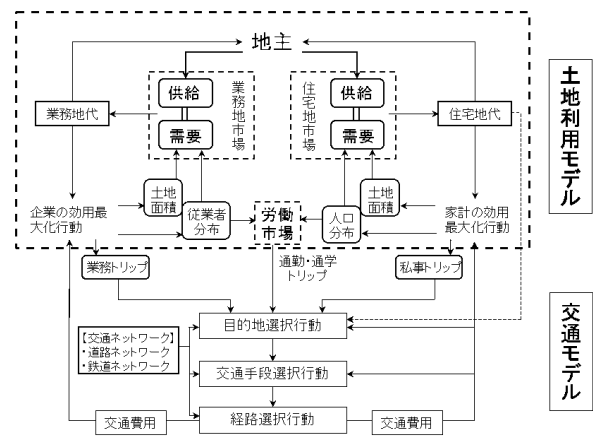 地主
土地利用モデル
業務地代
供給
需要
業務地市場
住宅地市場
供給
需要
住宅地代
土地
面積
従業者
分布
労働
市場
人口
分布
土地
面積
企業の効用最
大化行動
家計の効用
最大化行動
業務トリップ
通勤・通学
トリップ
私事トリップ
交通モデル
目的地選択行動
【交通ネットワーク】
・道路ネットワーク
・鉄道ネットワーク
交通手段選択行動
交通費用
経路選択行動
交通費用